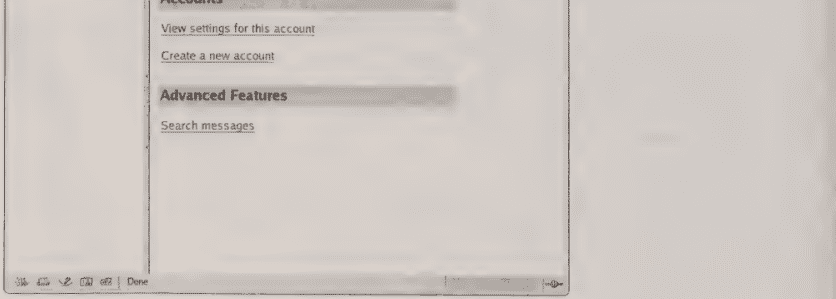 Accounts
View settings for this account
Create a new account
Advanced Features
Search messages
Done